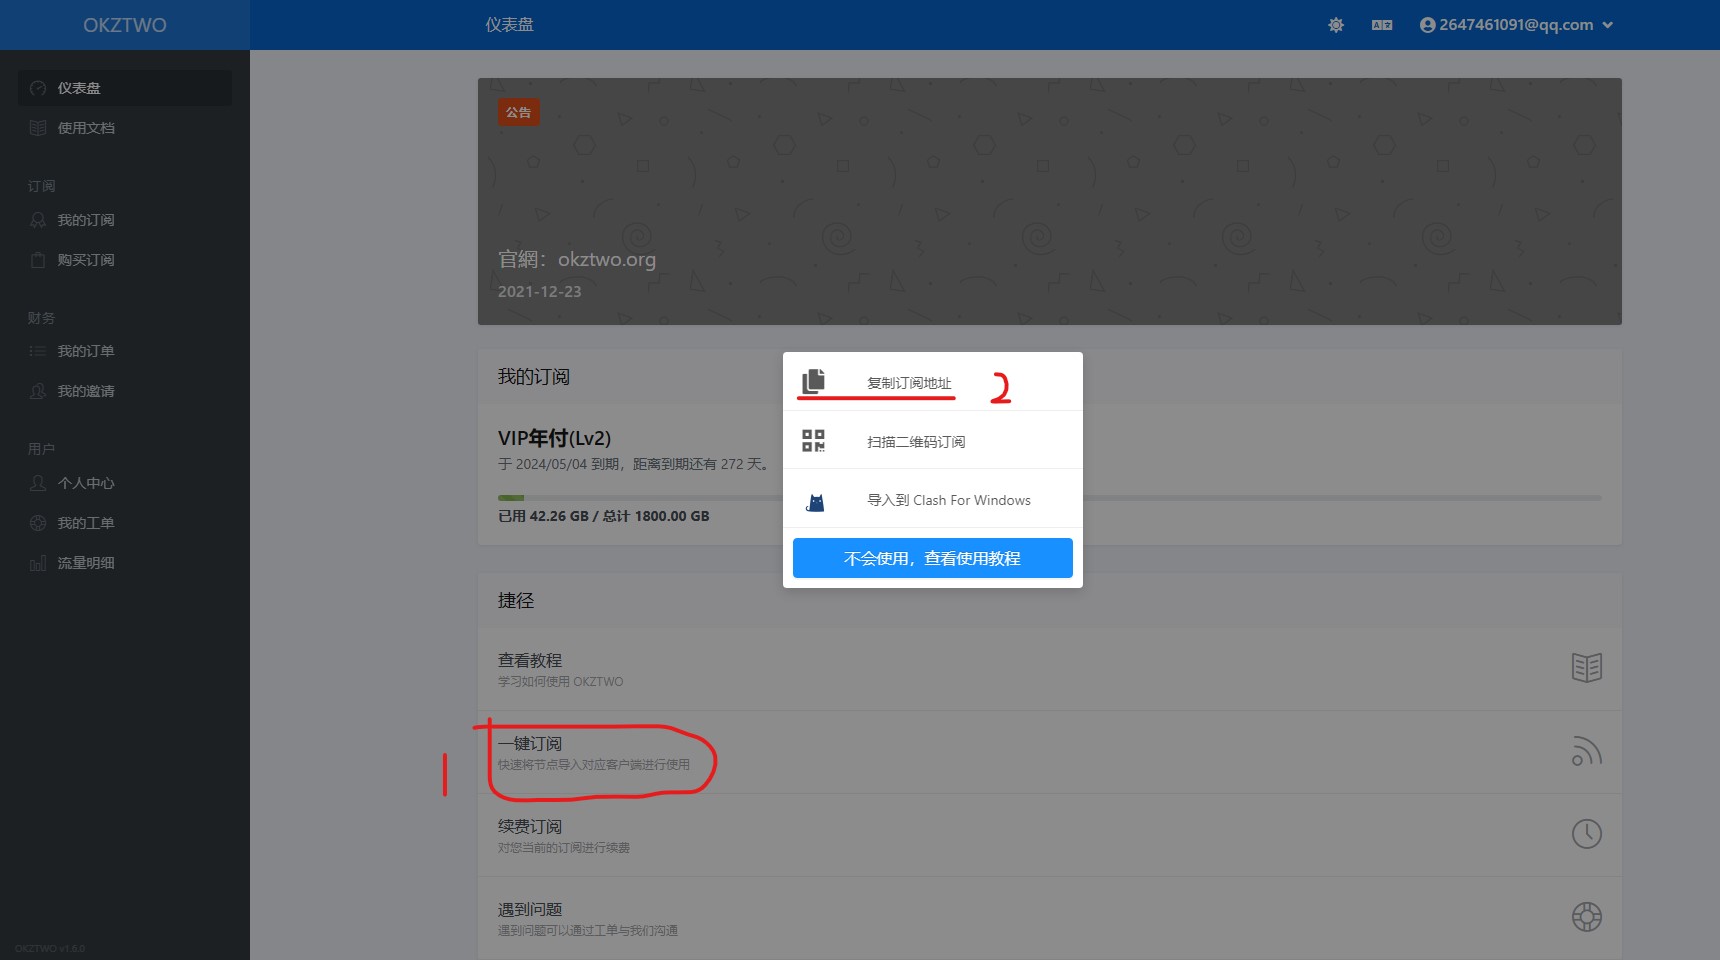 OKZTWO
仪表盘
2647461091@qq.com
仪表盘
使用文档
订阅
我的订阅
购买订阅
财务
我的订单
我的邀请
用户
个人中心
我的工单
流量明细
OKZTWO v1.6.0
公告
官網：okztwo.org
2021-12-23
我的订阅
VIP年付(Lv2)
于 2024/05/04 到期，距离到期还有 272 天。
已用 42.26 GB / 总计 1800.00 GB
复制订阅地址
2
扫描二维码订阅
导入到 Clash For Windows
不会使用，查看使用教程
捷径
查看教程
学习如何使用 OKZTWO
1
一键订阅
快速将节点导入对应客户端进行使用
续费订阅
对您当前的订阅进行续费
遇到问题
遇到问题可以通过工单与我们沟通